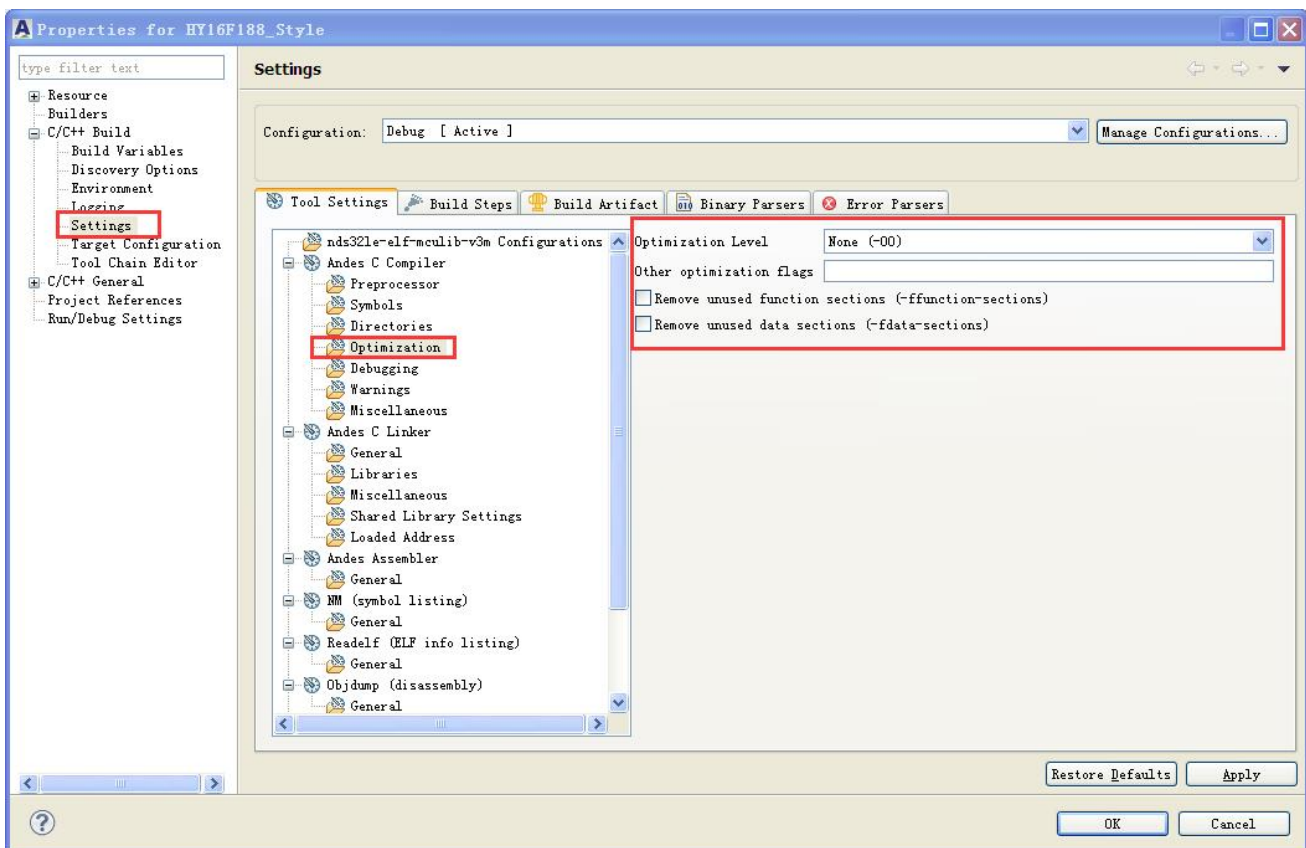 Properties for HY16F188_Style
type filter text
Resource
Builders
C/C++ Build
Build Variables
Discovery Options
Environment
Logging
Settings
Target Configuration
Tool Chain Editor
C/C++ General
Project References
Run/Debug Settings
Settings
Configuration: Debug [ Active ] Manage Configurations...
Tool Settings Build Steps Build Artifact Binary Parsers Error Parsers
nds32le-elf-mculib-v3m Configurations
Andes C Compiler
Preprocessor
Symbols
Directories
Optimization
Debugging
Warnings
Miscellaneous
Andes C Linker
General
Libraries
Miscellaneous
Shared Library Settings
Loaded Address
Andes Assembler
General
NM (symbol listing)
General
Readelf (ELF info listing)
General
Objdump (disassembly)
General
Optimization Level None (-O0)
Other optimization flags
Remove unused function sections (-ffunction-sections)
Remove unused data sections (-fdata-sections)
Restore Defaults Apply
OK Cancel